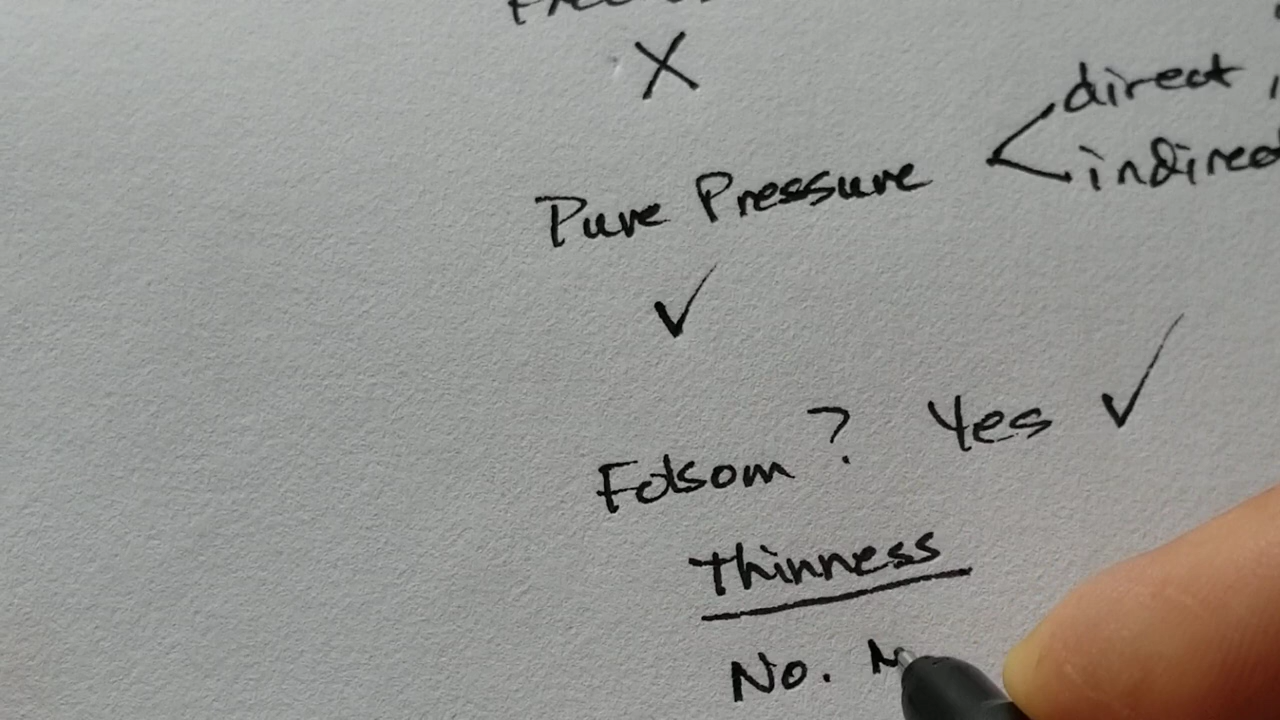 X
Pure Pressure < direct
indirect
✓
Folsom? Yes ✓
Thinness
No. N